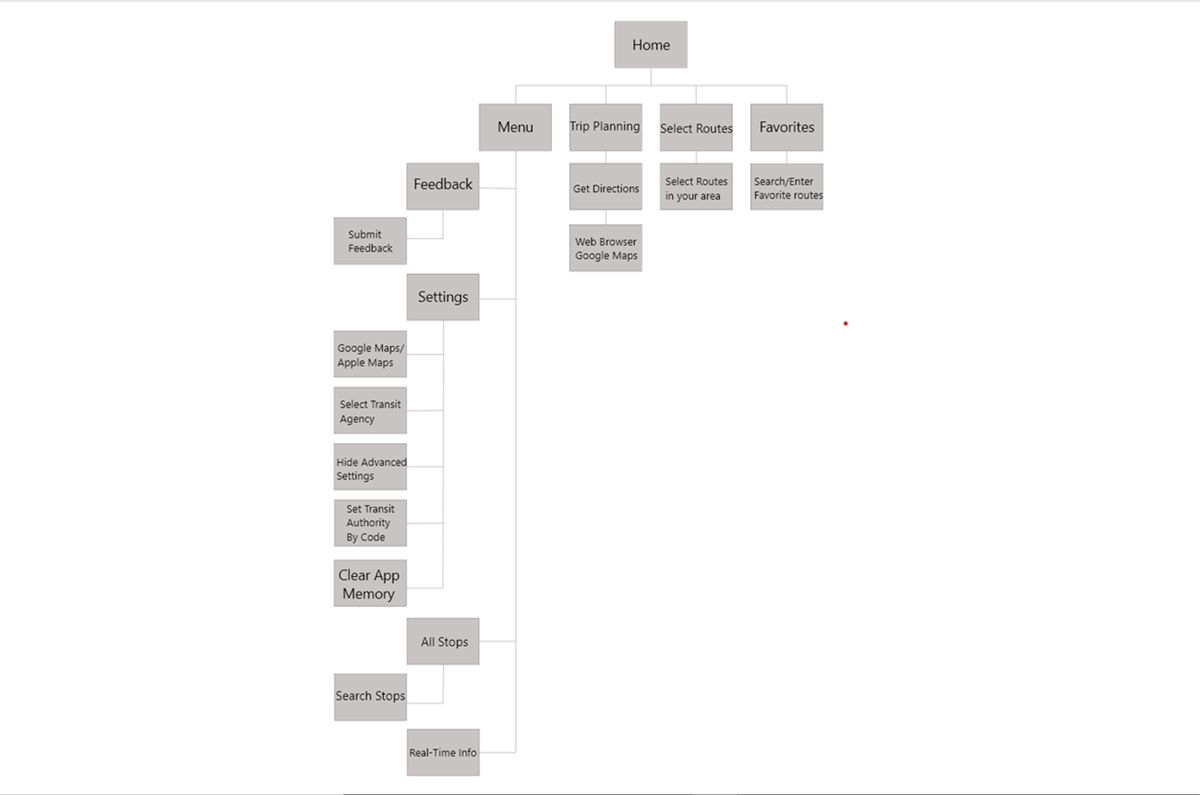 Home
Menu
Trip Planning
Select Routes
Favorites
Feedback
Get Directions
Select Routes
in your area
Search/Enter
Favorite routes
Submit
Feedback
Web Browser
Google Maps
Settings
Google Maps/
Apple Maps
Select Transit
Agency
Hide Advanced
Settings
Set Transit
Authority
By Code
Clear App
Memory
All Stops
Search Stops
Real-Time Info